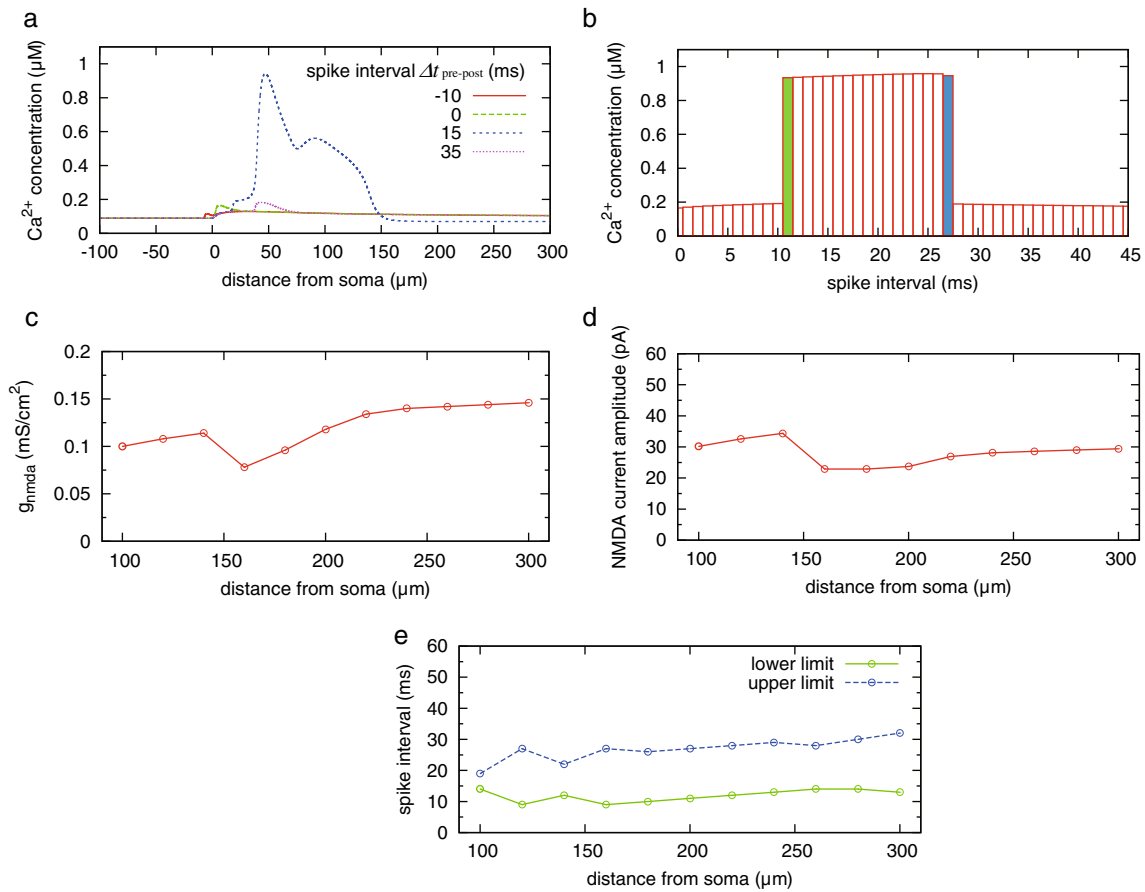 a
Ca2+ concentration (µM)
1
0.8
0.6
0.4
0.2
0
spike interval Δt pre-post (ms)
-10
0
15
35
-100 -50 0 50 100 150 200 250 300
distance from soma (µm)
b
Ca2+ concentration (µM)
1
0.8
0.6
0.4
0.2
0
0 5 10 15 20 25 30 35 40 45
spike interval (ms)
c
gnmda (mS/cm2)
0.2
0.15
0.1
0.05
0
100 150 200 250 300
distance from soma (µm)
d
NMDA current amplitude (pA)
60
50
40
30
20
10
0
100 150 200 250 300
distance from soma (µm)
e
spike interval (ms)
60
50
40
30
20
10
0
lower limit
upper limit
100 150 200 250 300
distance from soma (µm)